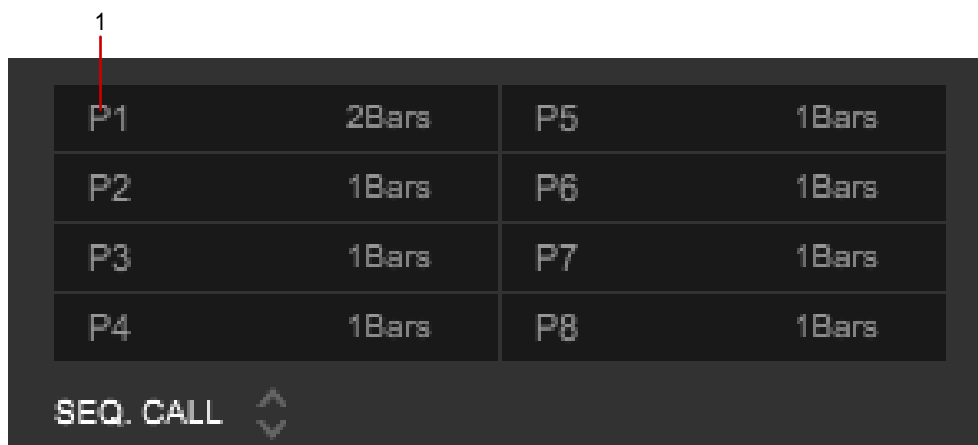 1
P1 2Bars P5 1Bars
P2 1Bars P6 1Bars
P3 1Bars P7 1Bars
P4 1Bars P8 1Bars
SEQ. CALL